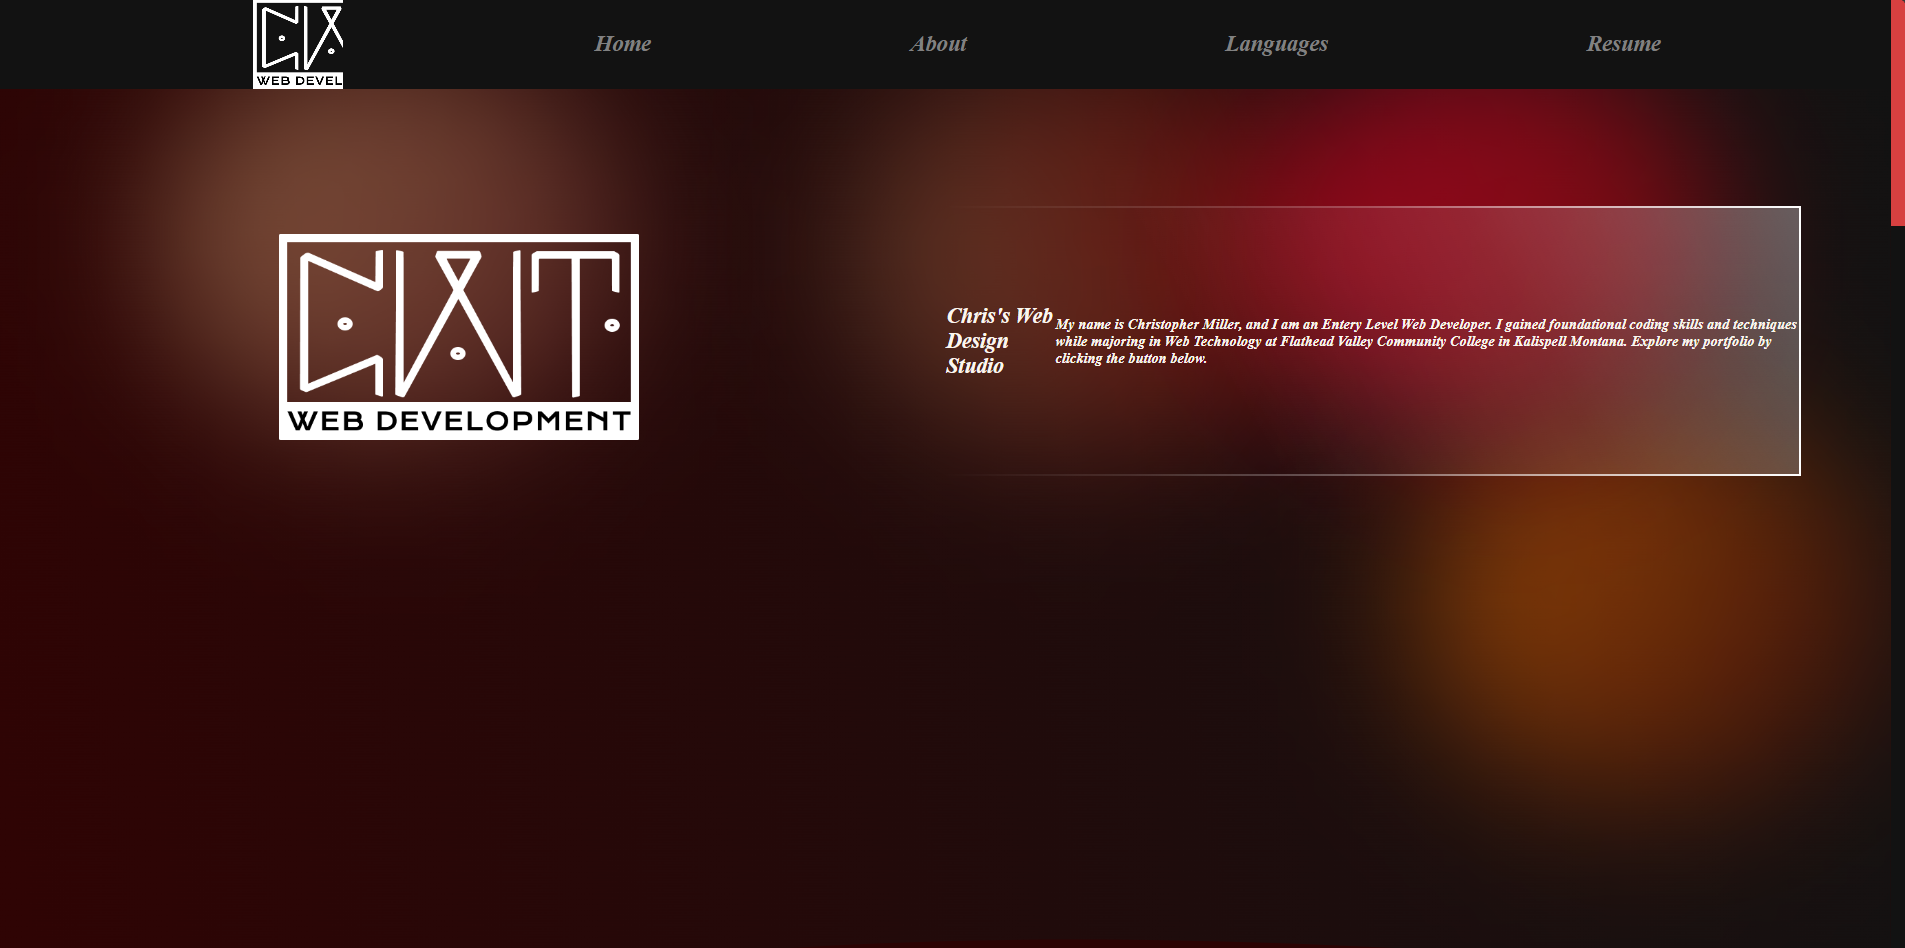 WEB DEVEL
Home
About
Languages
Resume
WEB DEVELOPMENT
Chris's Web
Design
Studio
My name is Christopher Miller, and I am an Entery Level Web Developer. I gained foundational coding skills and techniques
while majoring in Web Technology at Flathead Valley Community College in Kalispell Montana. Explore my portfolio by
clicking the button below.